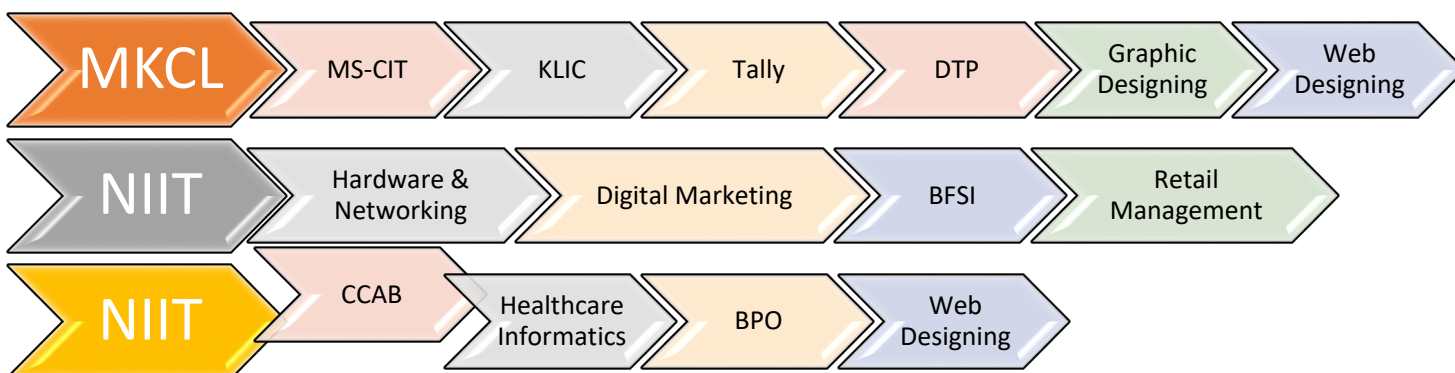 MKCL
MS-CIT
KLIC
Tally
DTP
Graphic
Designing
Web
Designing
NIIT
Hardware &
Networking
Digital Marketing
BFSI
Retail
Management
NIIT
CCAB
Healthcare
Informatics
BPO
Web
Designing